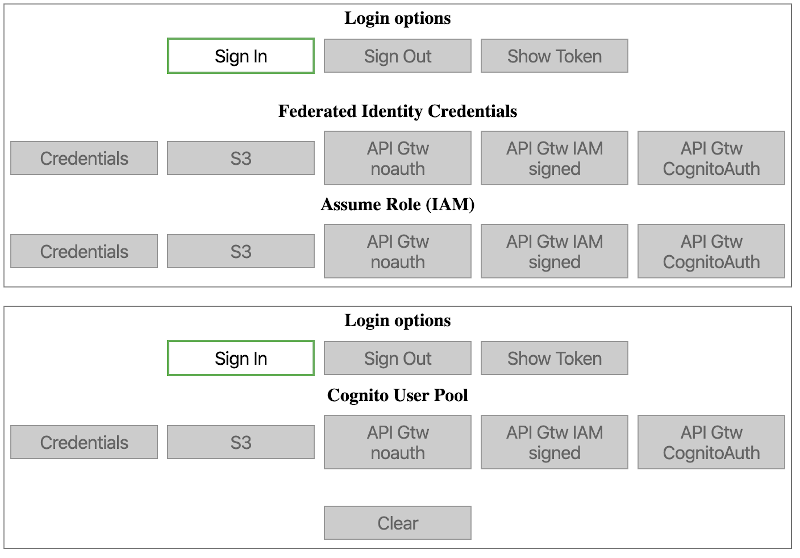 Login options
Sign In
Sign Out
Show Token
Federated Identity Credentials
Credentials
S3
API Gtw
noauth
API Gtw IAM
signed
API Gtw
CognitoAuth
Assume Role (IAM)
Credentials
S3
API Gtw
noauth
API Gtw IAM
signed
API Gtw
CognitoAuth
Login options
Sign In
Sign Out
Show Token
Cognito User Pool
Credentials
S3
API Gtw
noauth
API Gtw IAM
signed
API Gtw
CognitoAuth
Clear